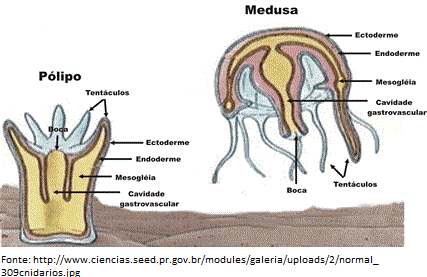 Medusa
Ectoderme
Endoderme
Mesogléia
Cavidade
gastrovascular
Tentáculos
Boca
Pólipo
Tentáculos
Boca
Ectoderme
Endoderme
Mesogléia
Cavidade
gastrovascular
Fonte: http://www.ciencias.seed.pr.gov.br/modules/galeria/uploads/2/normal_
309cnidarios.jpg